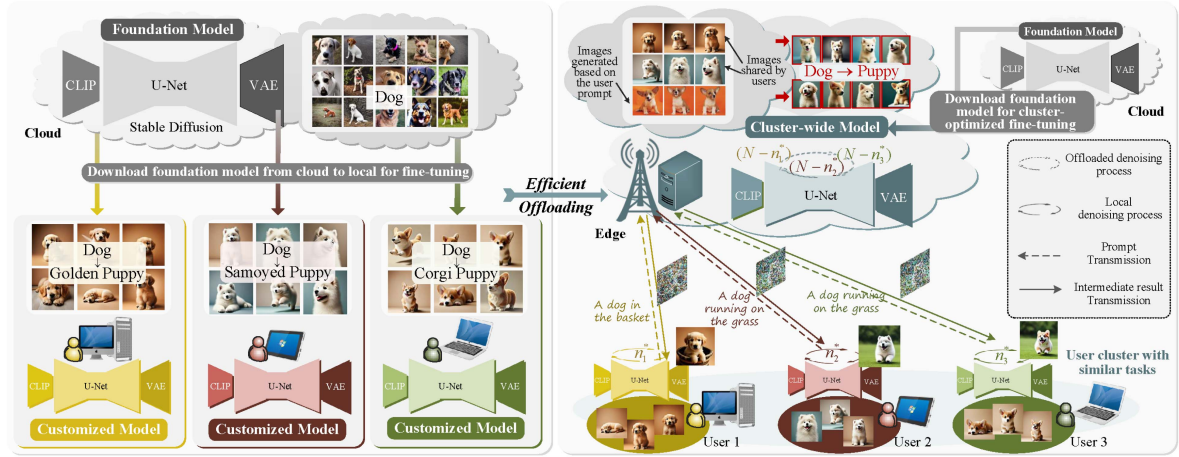 Foundation Model
CLIP
U-Net
VAE
Cloud
Stable Diffusion
Dog
Download foundation model from cloud to local for fine-tuning
Dog
↓
Golden Puppy
Dog
↓
Samoyed Puppy
Dog
↓
Corgi Puppy
CLIP
U-Net
VAE
CLIP
U-Net
VAE
CLIP
U-Net
VAE
Customized Model
Customized Model
Customized Model
Efficient
Offloading
Images
generated
based on
the user
prompt
Images
shared by
users
Dog → Puppy
Foundation Model
CLIP
U-Net
VAE
Cloud
Download foundation
model for cluster-
optimized fine-tuning
Cluster-wide Model
(N − n₁*)
(N − n₂*)
(N − n₃*)
CLIP
U-Net
VAE
Edge
A dog in
the basket
A dog
running on
the grass
A dog running
on the grass
Offloaded denoising
process
Local
denoising process
Prompt
Transmission
Intermediate result
Transmission
n₁*
n₂*
n₃*
User cluster with
similar tasks
CLIP
U-Net
VAE
CLIP
U-Net
VAE
CLIP
U-Net
VAE
User 1
User 2
User 3